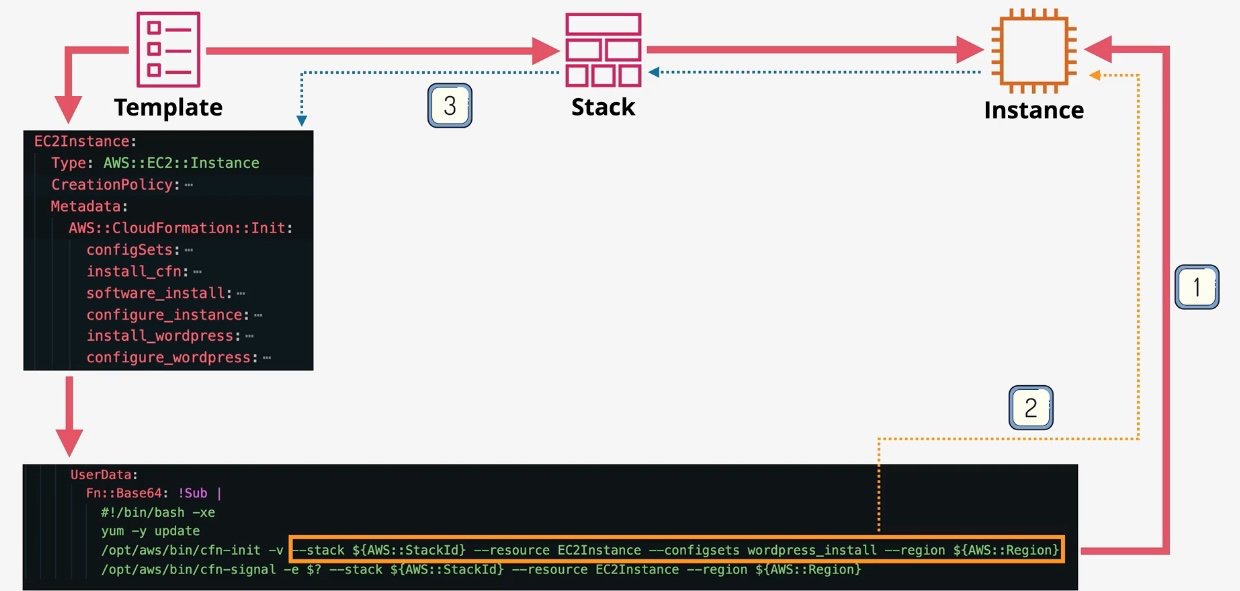 Template
Stack
Instance
3
EC2Instance:
Type: AWS::EC2::Instance
CreationPolicy: ⋯
Metadata:
AWS::CloudFormation::Init:
configSets: ⋯
install_cfn: ⋯
software_install: ⋯
configure_instance: ⋯
install_wordpress: ⋯
configure_wordpress: ⋯
1
2
UserData:
Fn::Base64: !Sub |
#!/bin/bash -xe
yum -y update
/opt/aws/bin/cfn-init -v --stack ${AWS::StackId} --resource EC2Instance --configsets wordpress_install --region ${AWS::Region}
/opt/aws/bin/cfn-signal -e $? --stack ${AWS::StackId} --resource EC2Instance --region ${AWS::Region}